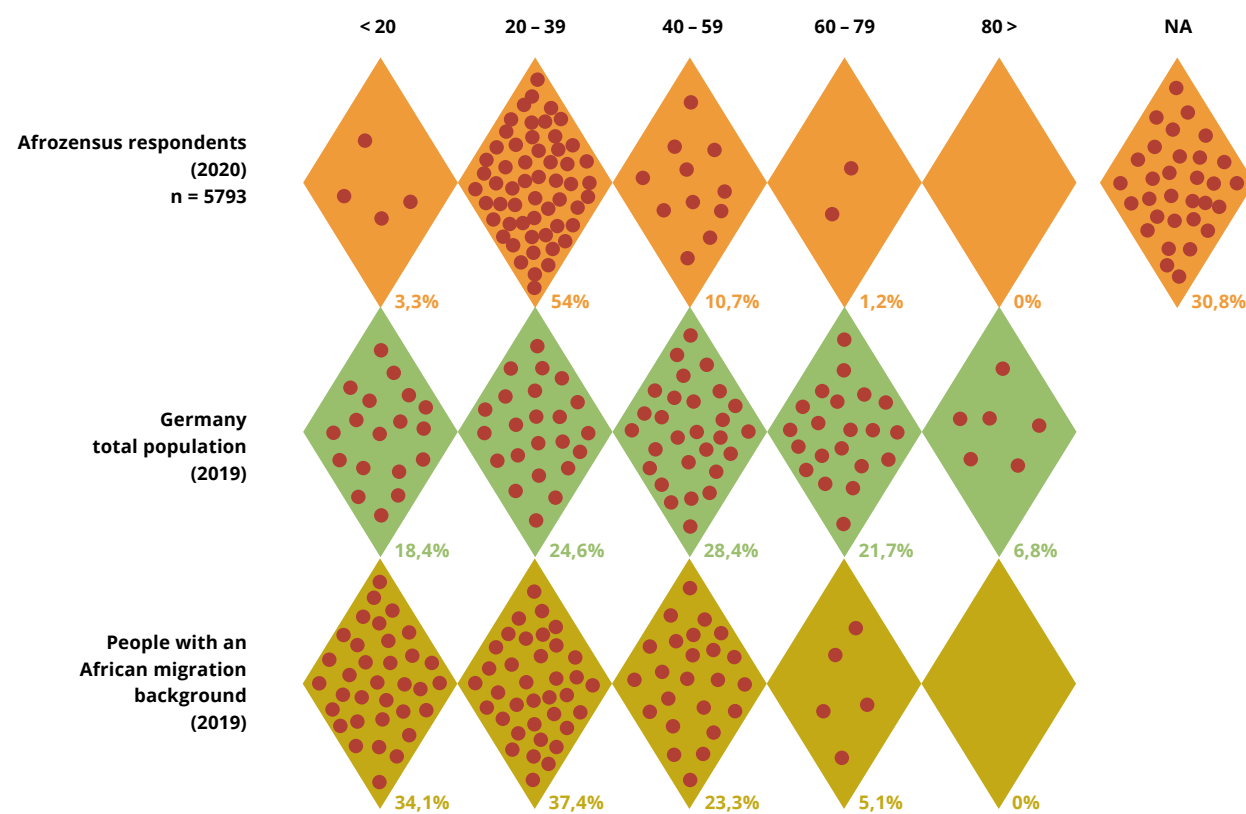 < 20
20 – 39
40 – 59
60 – 79
80 >
NA
Afrozensus respondents
(2020)
n = 5793
3,3%
54%
10,7%
1,2%
0%
30,8%
Germany
total population
(2019)
18,4%
24,6%
28,4%
21,7%
6,8%
People with an
African migration
background
(2019)
34,1%
37,4%
23,3%
5,1%
0%